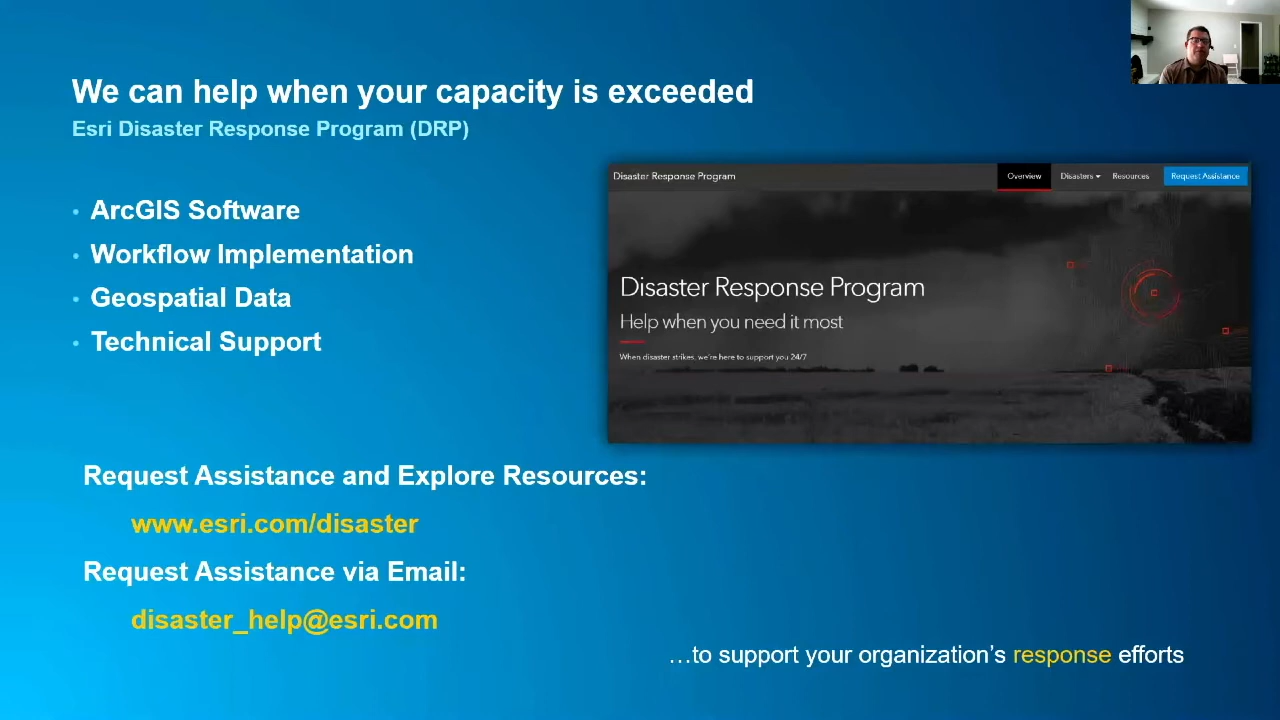 We can help when your capacity is exceeded
Esri Disaster Response Program (DRP)
• ArcGIS Software
• Workflow Implementation
• Geospatial Data
• Technical Support
Disaster Response Program
Overview
Disasters
Resources
Request Assistance
Disaster Response Program
Help when you need it most
When disaster strikes, we're here to support you 24/7
Request Assistance and Explore Resources:
www.esri.com/disaster
Request Assistance via Email:
disaster_help@esri.com
…to support your organization’s response efforts